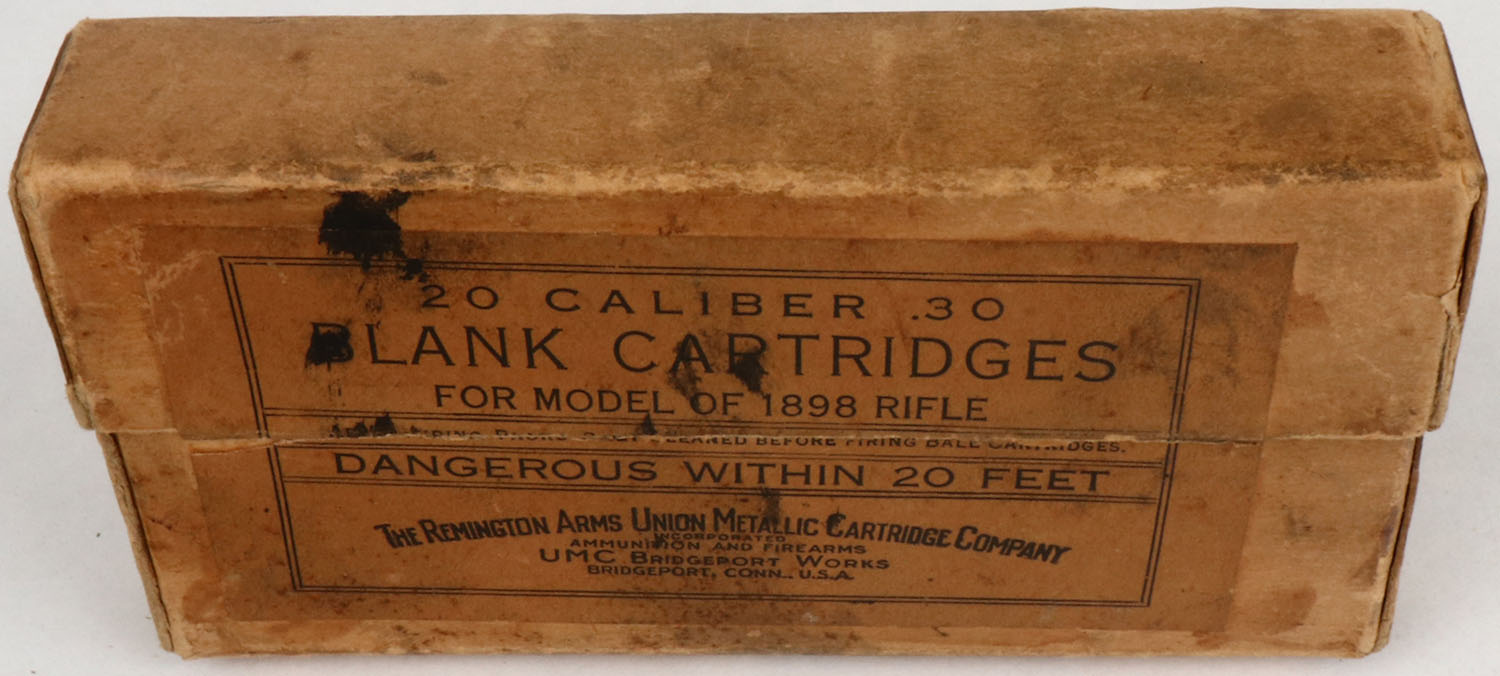 20 CALIBER .30
BLANK CARTRIDGES
FOR MODEL OF 1898 RIFLE
CLEANED BEFORE FIRING BALL CARTRIDGES.
DANGEROUS WITHIN 20 FEET
THE REMINGTON ARMS UNION METALLIC CARTRIDGE COMPANY
INCORPORATED
AMMUNITION AND FIREARMS
UMC BRIDGEPORT WORKS
BRIDGEPORT, CONN., U.S.A.